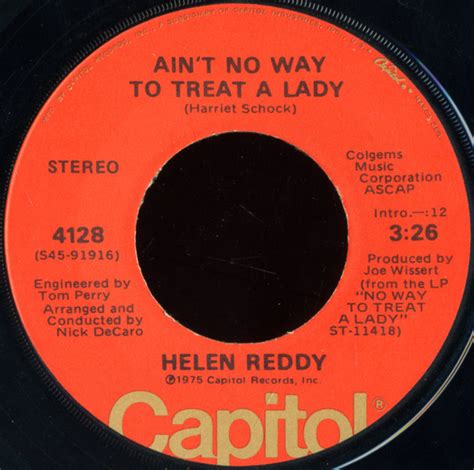 AIN'T NO WAY
TO TREAT A LADY
(Harriet Schock)
Capitol®
STEREO
Colgems
Music
Corporation
ASCAP
Intro.—:12
4128
3:26
(S45-91916)
Engineered by
Tom Perry
Arranged and
Conducted by
Nick DeCaro
Produced by
Joe Wissert
(from the LP
"NO WAY
TO TREAT
A LADY"
ST-11418)
HELEN REDDY
Ⓟ1975 Capitol Records, Inc.
Capitol®